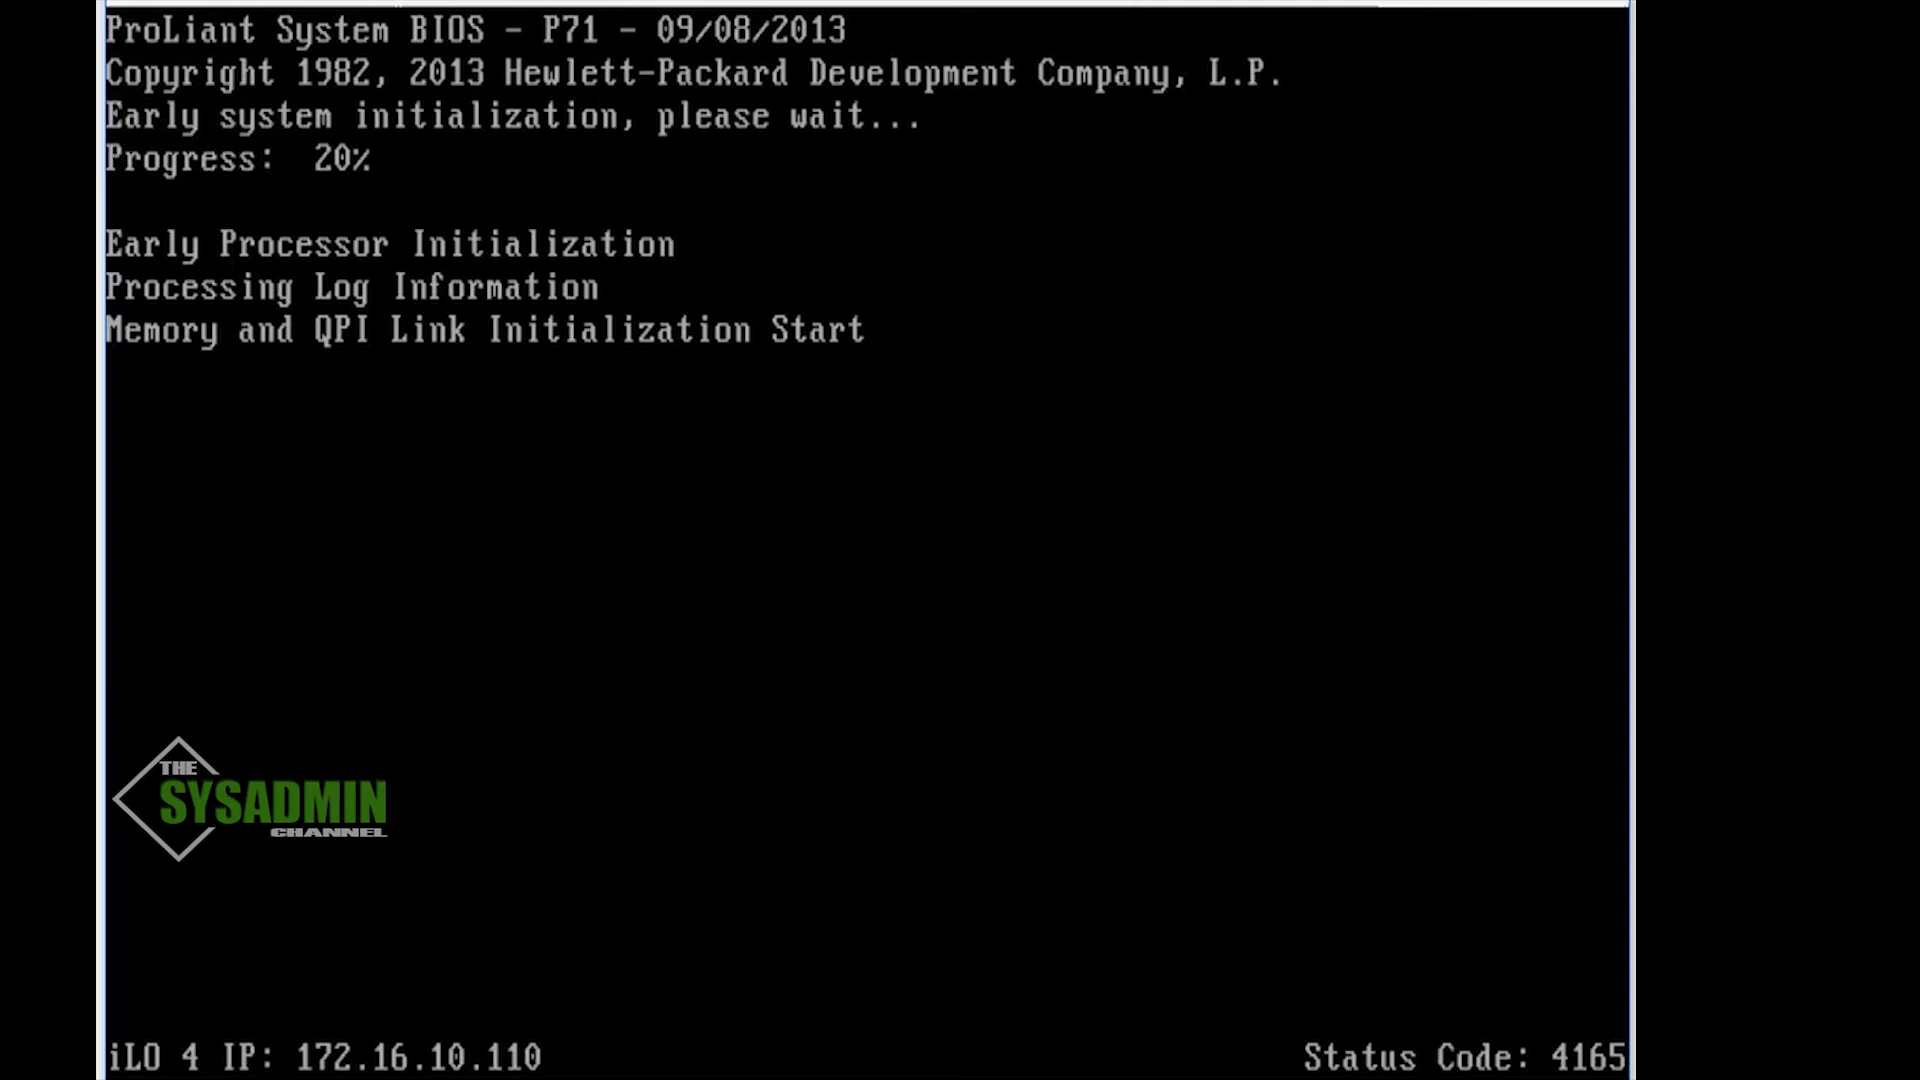 ProLiant System BIOS - P71 - 09/08/2013
Copyright 1982, 2013 Hewlett-Packard Development Company, L.P.
Early system initialization, please wait...
Progress:  20%
Early Processor Initialization
Processing Log Information
Memory and QPI Link Initialization Start
THE
SYSADMIN
CHANNEL
iLO 4 IP: 172.16.10.110
Status Code: 4165